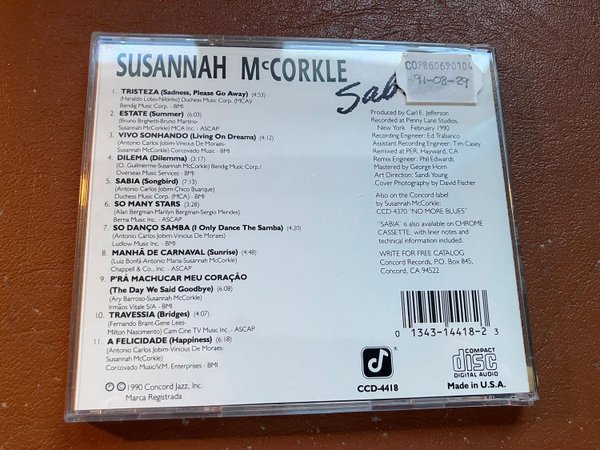 SUSANNAH McCORKLE
Sab
CD9860690104
91-08-29
1. TRISTEZA (Sadness, Please Go Away) (4:53)
(Haraldo Lobo-Niltinho) Duchess Music Corp. (MCA)/
Bendig Music Corp. - BMI
2. ESTATE (Summer) (6:03)
(Bruno Brighetti-Bruno Martino
Susannah McCorkle) MCA Inc. - ASCAP
3. VIVO SONHANDO (Living On Dreams) (4:12)
(Antonio Carlos Jobim-Vinicius De Moraes-
Susannah McCorkle) Corcovado Music - BMI
4. DILEMA (Dilemma) (3:17)
(O. Guilherme-Susannah McCorkle) Bendig Music Corp./
Overseas Music Services - BMI
5. SABIA (Songbird) (7:13)
(Antonio Carlos Jobim-Chico Buarque)
Duchess Music Corp. (MCA) - BMI
6. SO MANY STARS (3:28)
(Alan Bergman-Marilyn Bergman-Sergio Mendes)
Berna Music Inc. - ASCAP
7. SO DANÇO SAMBA (I Only Dance The Samba) (4:20)
(Antonio Carlos Jobim-Vinicius De Moraes)
Ludlow Music Inc. - BMI
8. MANHÃ DE CARNAVAL (Sunrise) (4:48)
(Luiz Bonfá-Antonio Maria-Susannah McCorkle)
Chappell & Co., Inc. - ASCAP
9. P'RÁ MACHUCAR MEU CORAÇÃO
(The Day We Said Goodbye) (6:08)
(Ary Barroso-Susannah McCorkle)
Irmãos Vitale S/A - BMI
10. TRAVESSIA (Bridges) (4:07)
(Fernando Brant-Gene Lees-
Milton Nascimento) Cam Cine TV Music Inc. - ASCAP
11. A FELICIDADE (Happiness) (6:18)
(Antonio Carlos Jobim-Vinicius De Moraes-
Susannah McCorkle)
Corcovado Music/V.M. Enterprises - BMI
℗ © 1990 Concord Jazz, Inc.
Marca Registrada
Produced by Carl E. Jefferson
Recorded at Penny Lane Studios,
New York February 1990
Recording Engineer: Ed Trabanco
Assistant Recording Engineer: Tim Casey
Remixed at PER, Hayward, CA
Remix Engineer: Phil Edwards
Mastered by George Horn
Art Direction: Sandi Young
Cover Photography by David Fischer
Also on the Concord label
by Susannah McCorkle:
CCD-4370 "NO MORE BLUES"
"SABIA" is also available on CHROME
CASSETTE, with liner notes and
technical information included.
WRITE FOR FREE CATALOG
Concord Records, P.O. Box 845,
Concord, CA 94522
0 13431-4418-2 3
CCD-4418
COMPACT
disc
DIGITAL AUDIO
Made in U.S.A.